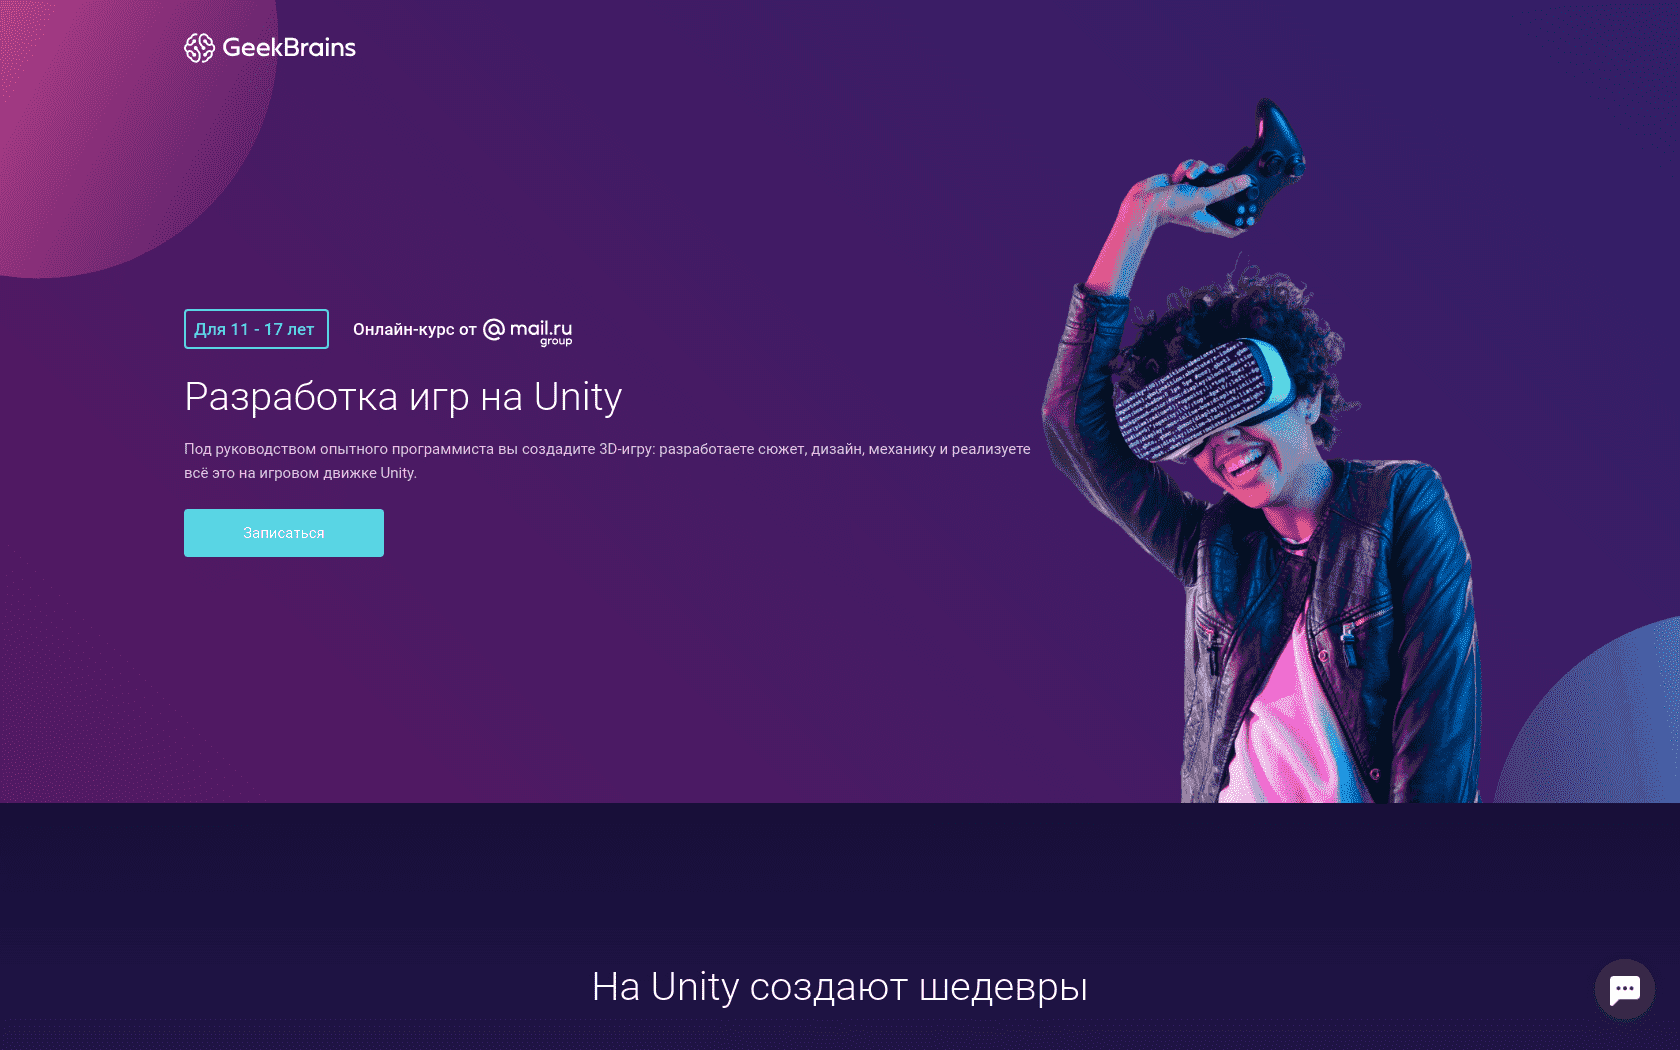 GeekBrains
Для 11 - 17 лет
Онлайн-курс от @mail.ru group
Разработка игр на Unity
Под руководством опытного программиста вы создадите 3D-игру: разработаете сюжет, дизайн, механику и реализуете
всё это на игровом движке Unity.
Записаться
На Unity создают шедевры